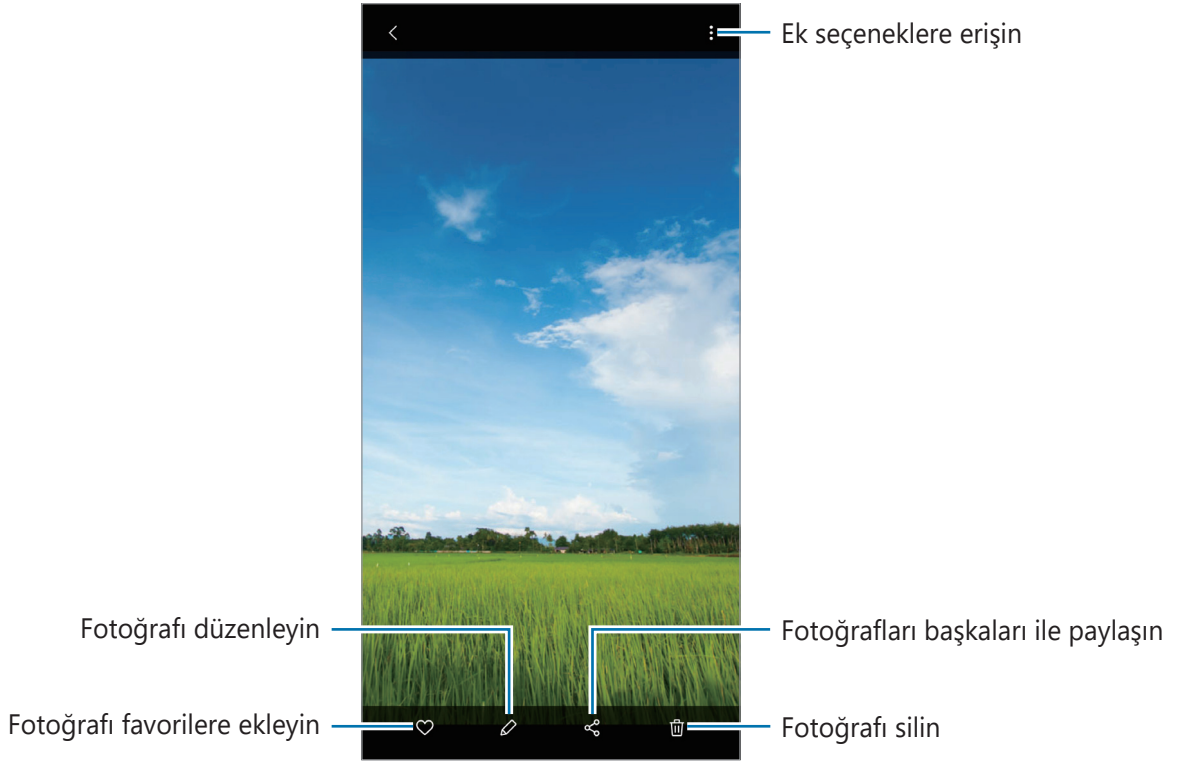 Ek seçeneklere erişin
Fotoğrafı düzenleyin
Fotoğrafları başkaları ile paylaşın
Fotoğrafı favorilere ekleyin
Fotoğrafı silin